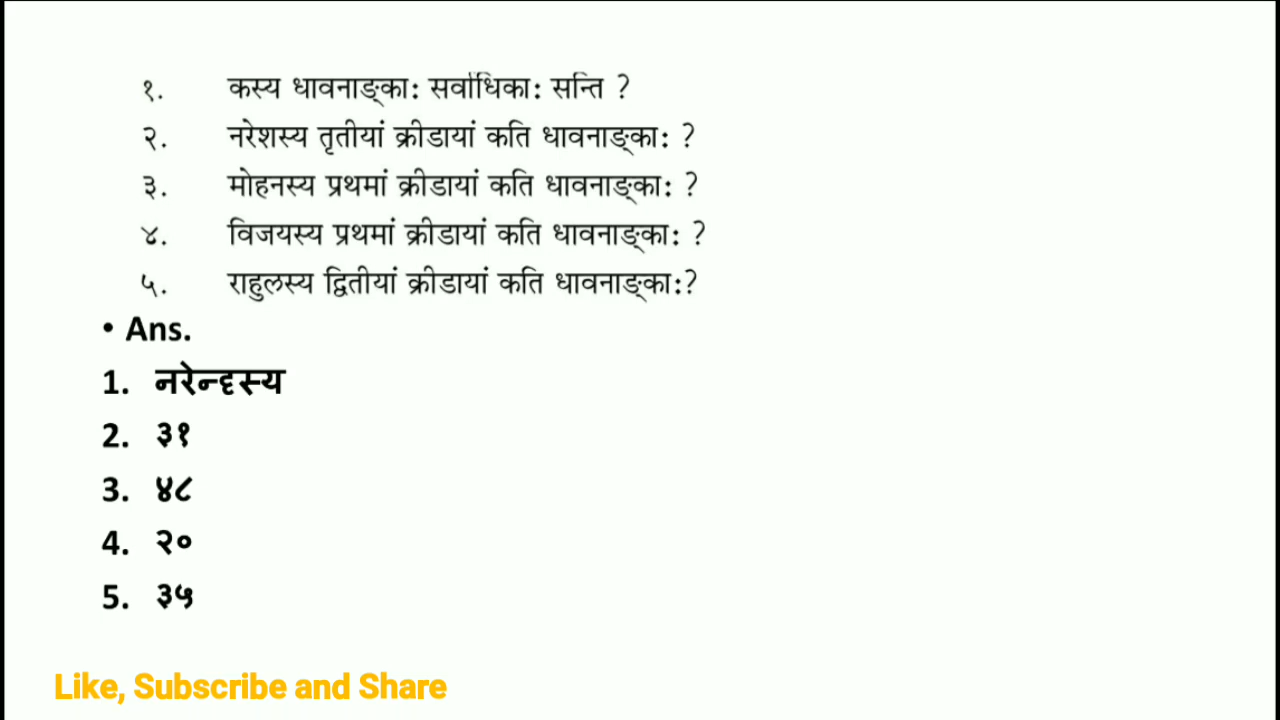 १. कस्य धावनाङ्काः सर्वाधिकाः सन्ति ?
२. नरेशस्य तृतीयां क्रीडायां कति धावनाङ्काः ?
३. मोहनस्य प्रथमां क्रीडायां कति धावनाङ्काः ?
४. विजयस्य प्रथमां क्रीडायां कति धावनाङ्काः ?
५. राहुलस्य द्वितीयां क्रीडायां कति धावनाङ्काः?
• Ans.
1. नरेन्दृस्य
2. ३१
3. ४८
4. २०
5. ३५
Like, Subscribe and Share